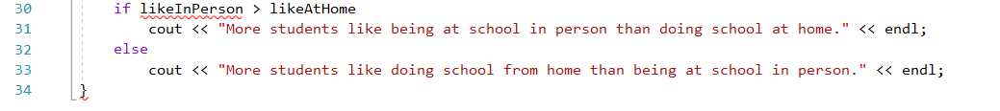 30 if likeInPerson > likeAtHome
31 cout << "More students like being at school in person than doing school at home." << endl;
32 else
33 cout << "More students like doing school from home than being at school in person." << endl;
34 }